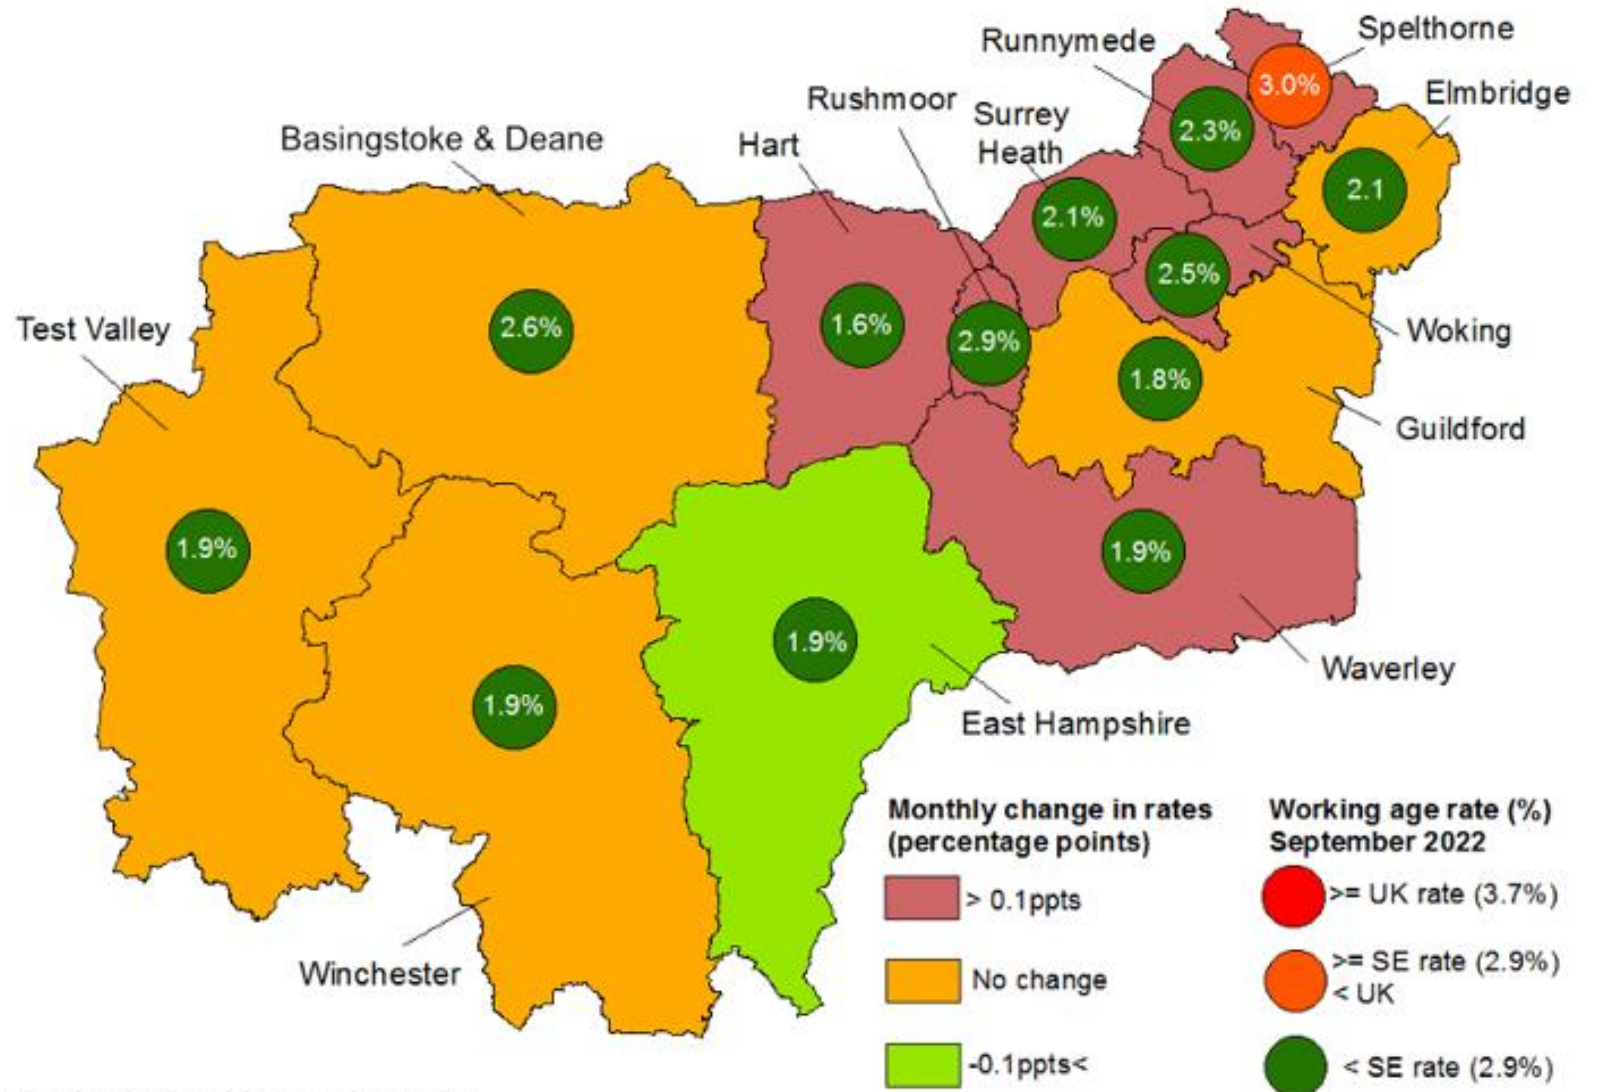 Spelthorne
Runnymede
3.0%
Elmbridge
Rushmoor
Surrey
Heath
2.3%
Basingstoke & Deane
Hart
2.1
2.1%
2.5%
Test Valley
2.6%
1.6%
2.9%
Woking
1.8%
Guildford
1.9%
1.9%
1.9%
Waverley
1.9%
East Hampshire
Winchester
Monthly change in rates
(percentage points)
> 0.1ppts
No change
-0.1ppts<
Working age rate (%)
September 2022
>= UK rate (3.7%)
>= SE rate (2.9%)
< UK
< SE rate (2.9%)